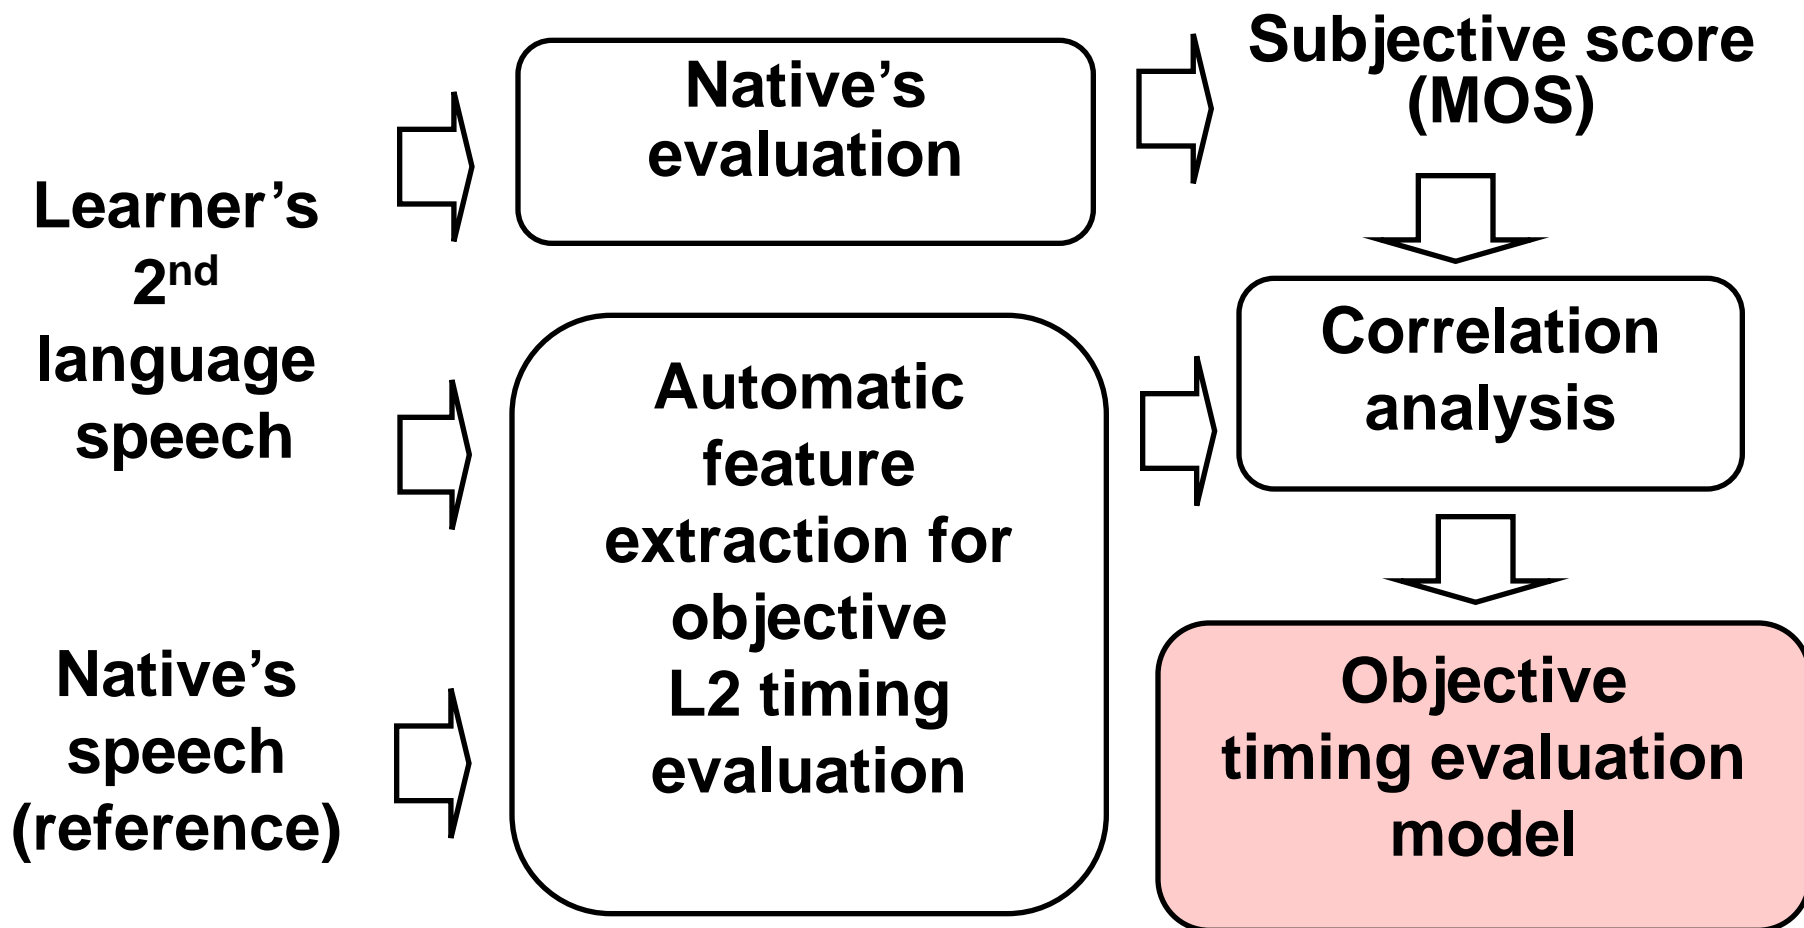 Learner’s
2nd
language
speech
Native’s
speech
(reference)
Native’s
evaluation
Automatic
feature
extraction for
objective
L2 timing
evaluation
Subjective score
(MOS)
Correlation
analysis
Objective
timing evaluation
model